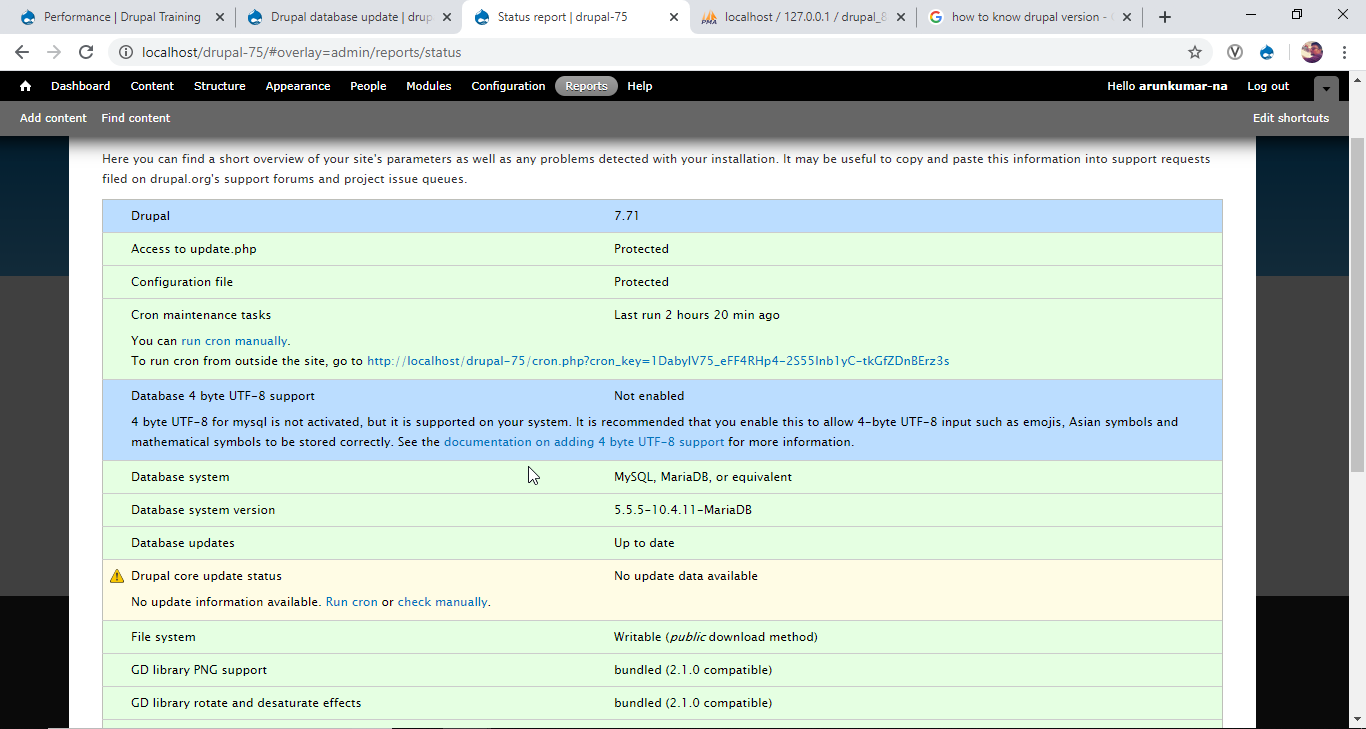 Performance | Drupal Training
Drupal database update | drup
Status report | drupal-75
localhost / 127.0.0.1 / drupal_8
how to know drupal version -
localhost/drupal-75/#overlay=admin/reports/status
Dashboard Content Structure Appearance People Modules Configuration Reports Help Hello arunkumar-na Log out
Add content Find content Edit shortcuts
Here you can find a short overview of your site's parameters as well as any problems detected with your installation. It may be useful to copy and paste this information into support requests
filed on drupal.org's support forums and project issue queues.
Drupal 7.71
Access to update.php Protected
Configuration file Protected
Cron maintenance tasks Last run 2 hours 20 min ago
You can run cron manually.
To run cron from outside the site, go to http://localhost/drupal-75/cron.php?cron_key=1DabyIV75_eFF4RHp4-2S55Inb1yC-tkGfZDnBErz3s
Database 4 byte UTF-8 support Not enabled
4 byte UTF-8 for mysql is not activated, but it is supported on your system. It is recommended that you enable this to allow 4-byte UTF-8 input such as emojis, Asian symbols and
mathematical symbols to be stored correctly. See the documentation on adding 4 byte UTF-8 support for more information.
Database system MySQL, MariaDB, or equivalent
Database system version 5.5.5-10.4.11-MariaDB
Database updates Up to date
Drupal core update status No update data available
No update information available. Run cron or check manually.
File system Writable (public download method)
GD library PNG support bundled (2.1.0 compatible)
GD library rotate and desaturate effects bundled (2.1.0 compatible)